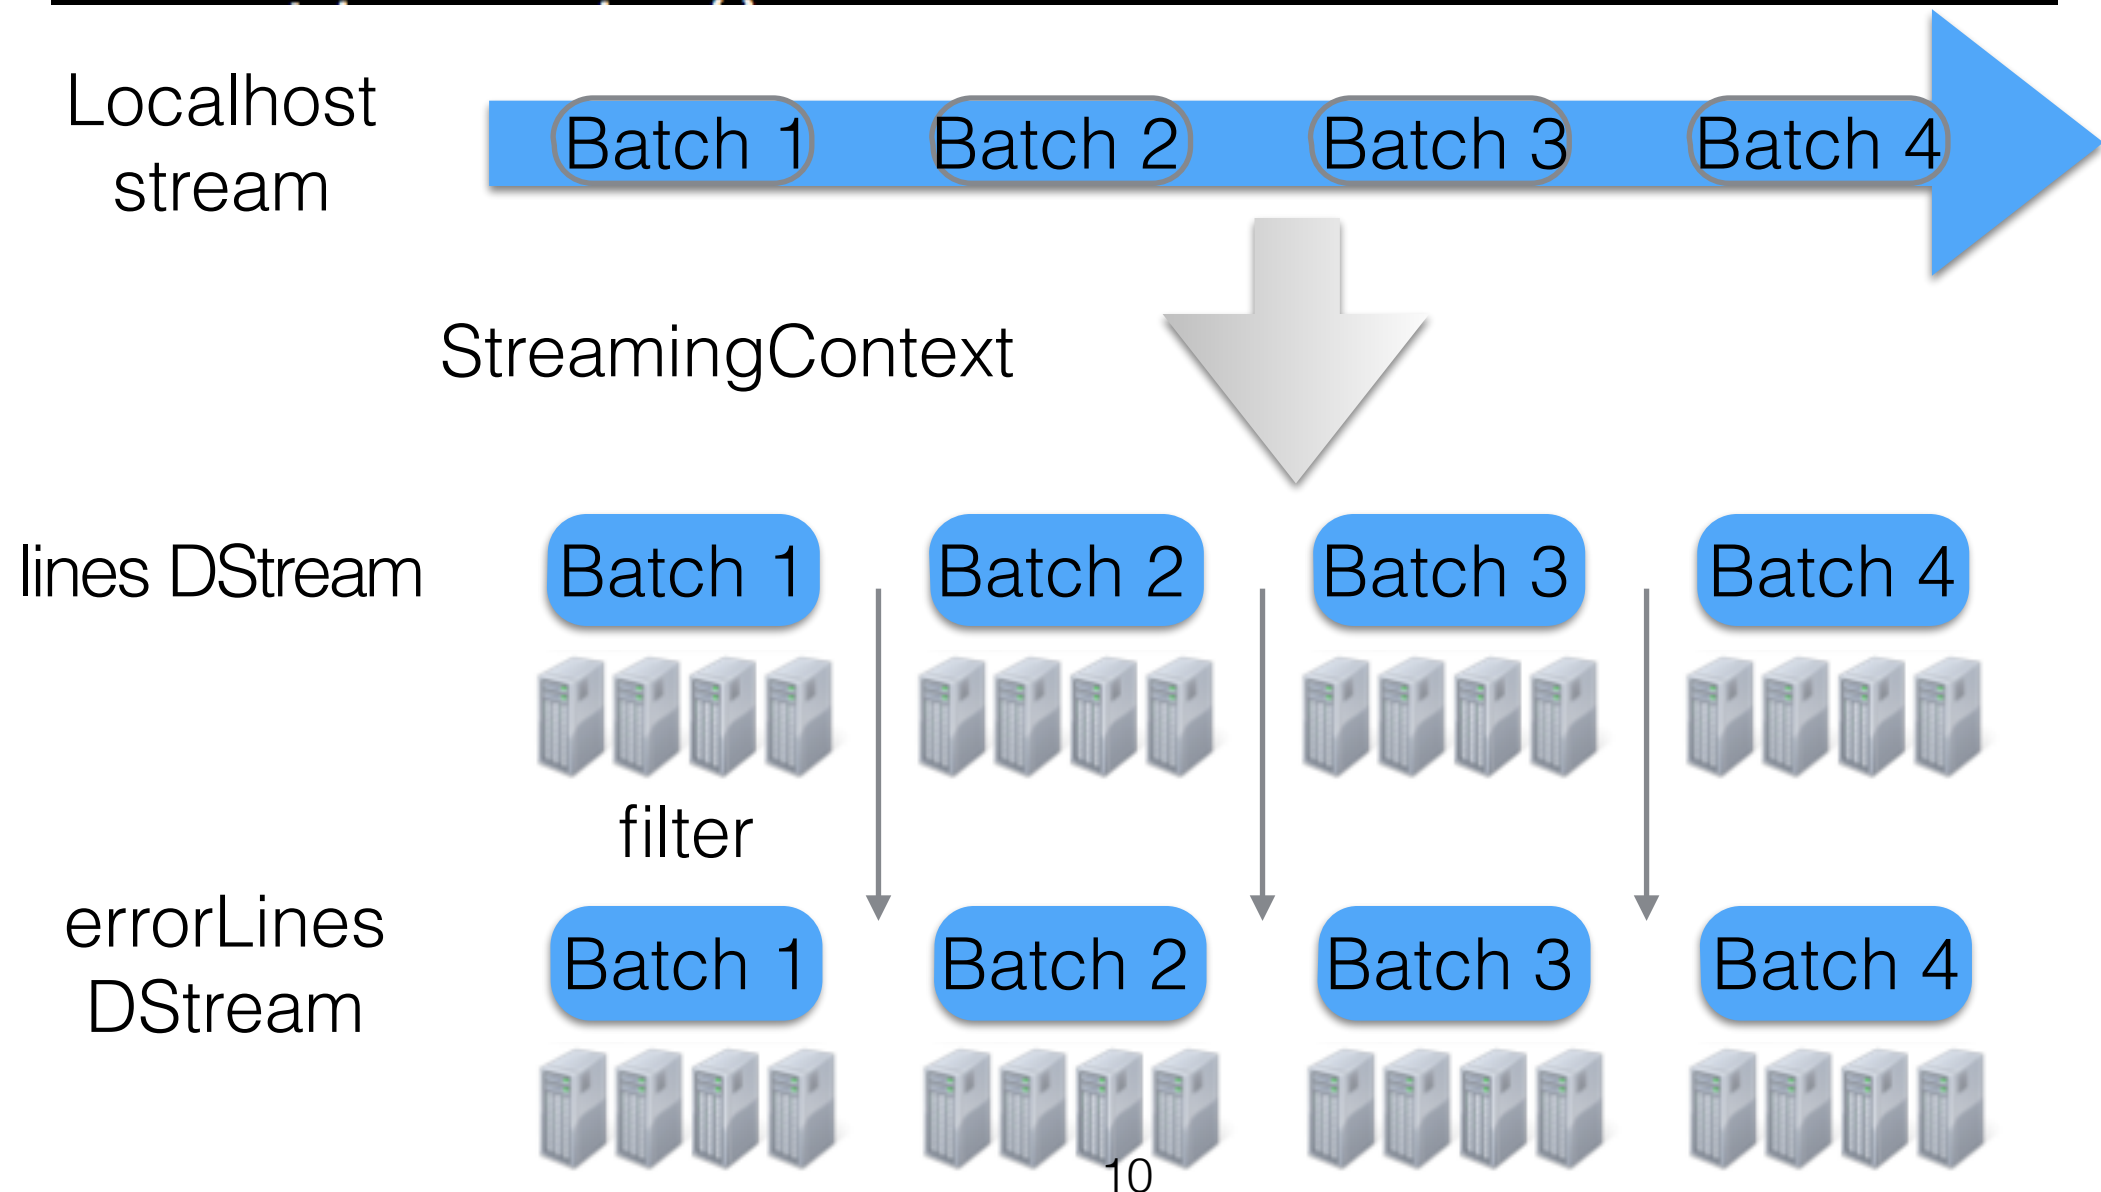 Localhost
stream
Batch 1 Batch 2 Batch 3 Batch 4
StreamingContext
lines DStream
Batch 1 Batch 2 Batch 3 Batch 4
filter
errorLines
DStream
Batch 1 Batch 2 Batch 3 Batch 4
10